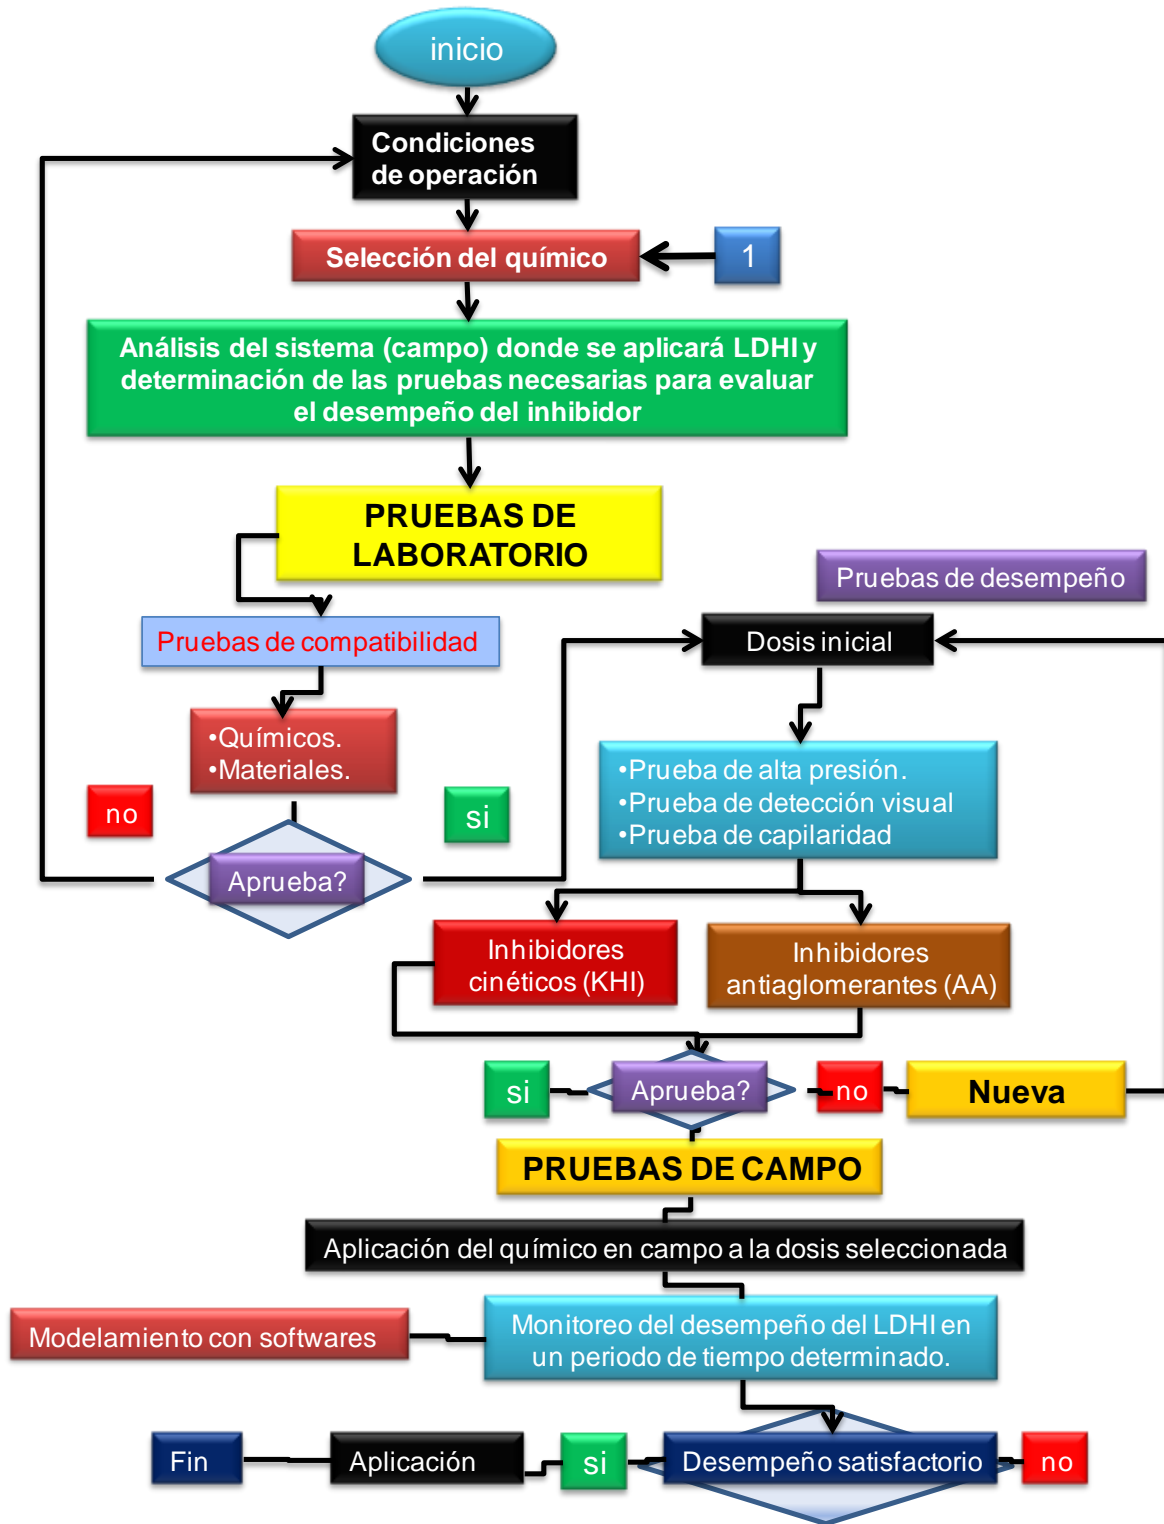 inicio
Condiciones
de operación
Selección del químico
1
Análisis del sistema (campo) donde se aplicará LDHI y
determinación de las pruebas necesarias para evaluar
el desempeño del inhibidor
PRUEBAS DE
LABORATORIO
Pruebas de desempeño
Pruebas de compatibilidad
Dosis inicial
•Químicos.
•Materiales.
•Prueba de alta presión.
•Prueba de detección visual
•Prueba de capilaridad
no
si
Aprueba?
Inhibidores
cinéticos (KHI)
Inhibidores
antiaglomerantes (AA)
si
Aprueba?
no
Nueva
PRUEBAS DE CAMPO
Aplicación del químico en campo a la dosis seleccionada
Modelamiento con softwares
Monitoreo del desempeño del LDHI en
un periodo de tiempo determinado.
Fin
Aplicación
si
Desempeño satisfactorio
no